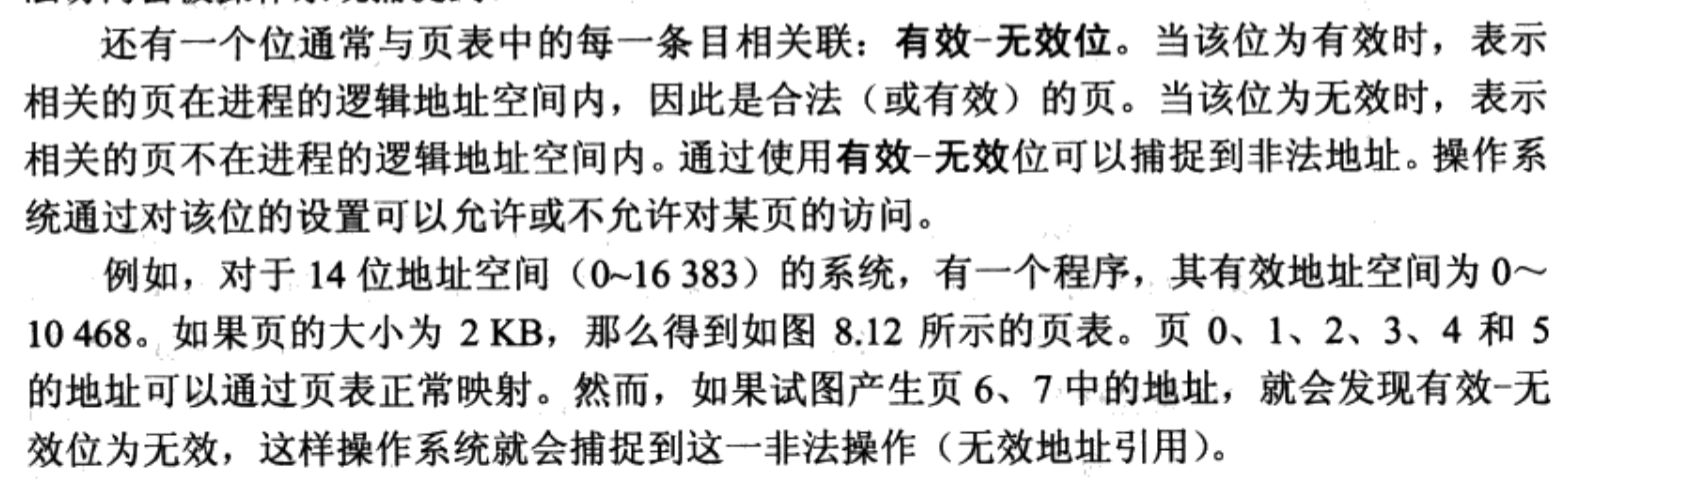 还有一个位通常与页表中的每一条目相关联：有效-无效位。当该位为有效时，表示
相关的页在进程的逻辑地址空间内，因此是合法（或有效）的页。当该位为无效时，表示
相关的页不在进程的逻辑地址空间内。通过使用有效-无效位可以捕捉到非法地址。操作系
统通过对该位的设置可以允许或不允许对某页的访问。
例如，对于 14 位地址空间（0~16 383）的系统，有一个程序，其有效地址空间为 0～
10 468。如果页的大小为 2 KB，那么得到如图 8.12 所示的页表。页 0、1、2、3、4 和 5
的地址可以通过页表正常映射。然而，如果试图产生页 6、7 中的地址，就会发现有效-无
效位为无效，这样操作系统就会捕捉到这一非法操作（无效地址引用）。